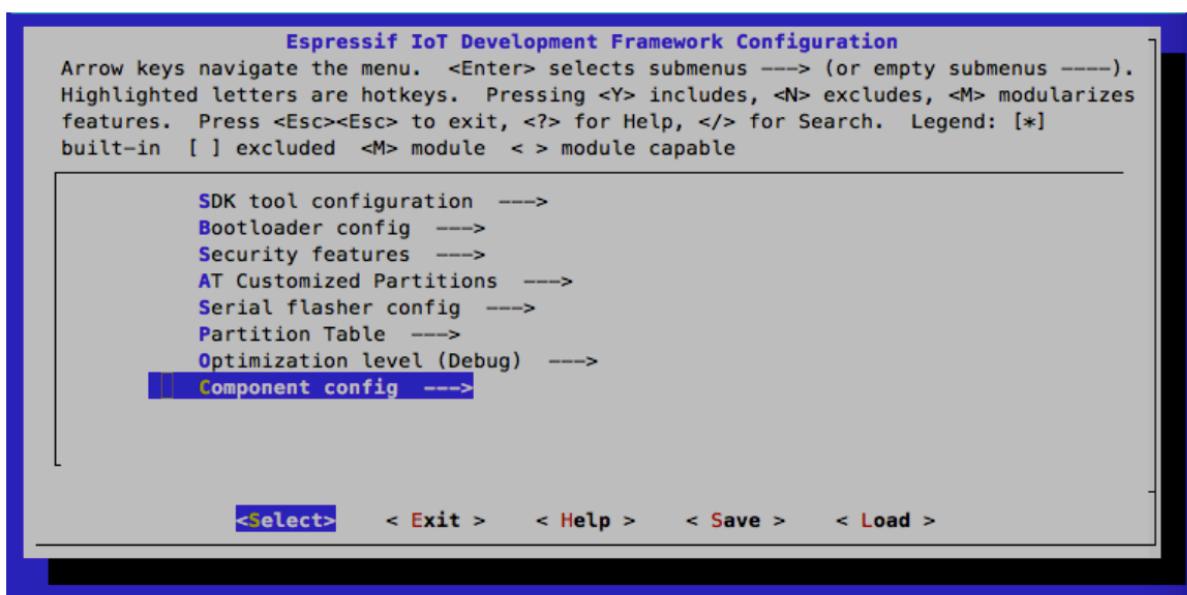 Espressif IoT Development Framework Configuration
Arrow keys navigate the menu.  <Enter> selects submenus ---> (or empty submenus ----).
Highlighted letters are hotkeys.  Pressing <Y> includes, <N> excludes, <M> modularizes
features.  Press <Esc><Esc> to exit, <?> for Help, </> for Search.  Legend: [*]
built-in  [ ] excluded  <M> module  < > module capable
SDK tool configuration  --->
Bootloader config  --->
Security features  --->
AT Customized Partitions  --->
Serial flasher config  --->
Partition Table  --->
Optimization level (Debug)  --->
Component config  --->
<Select>    < Exit >    < Help >    < Save >    < Load >